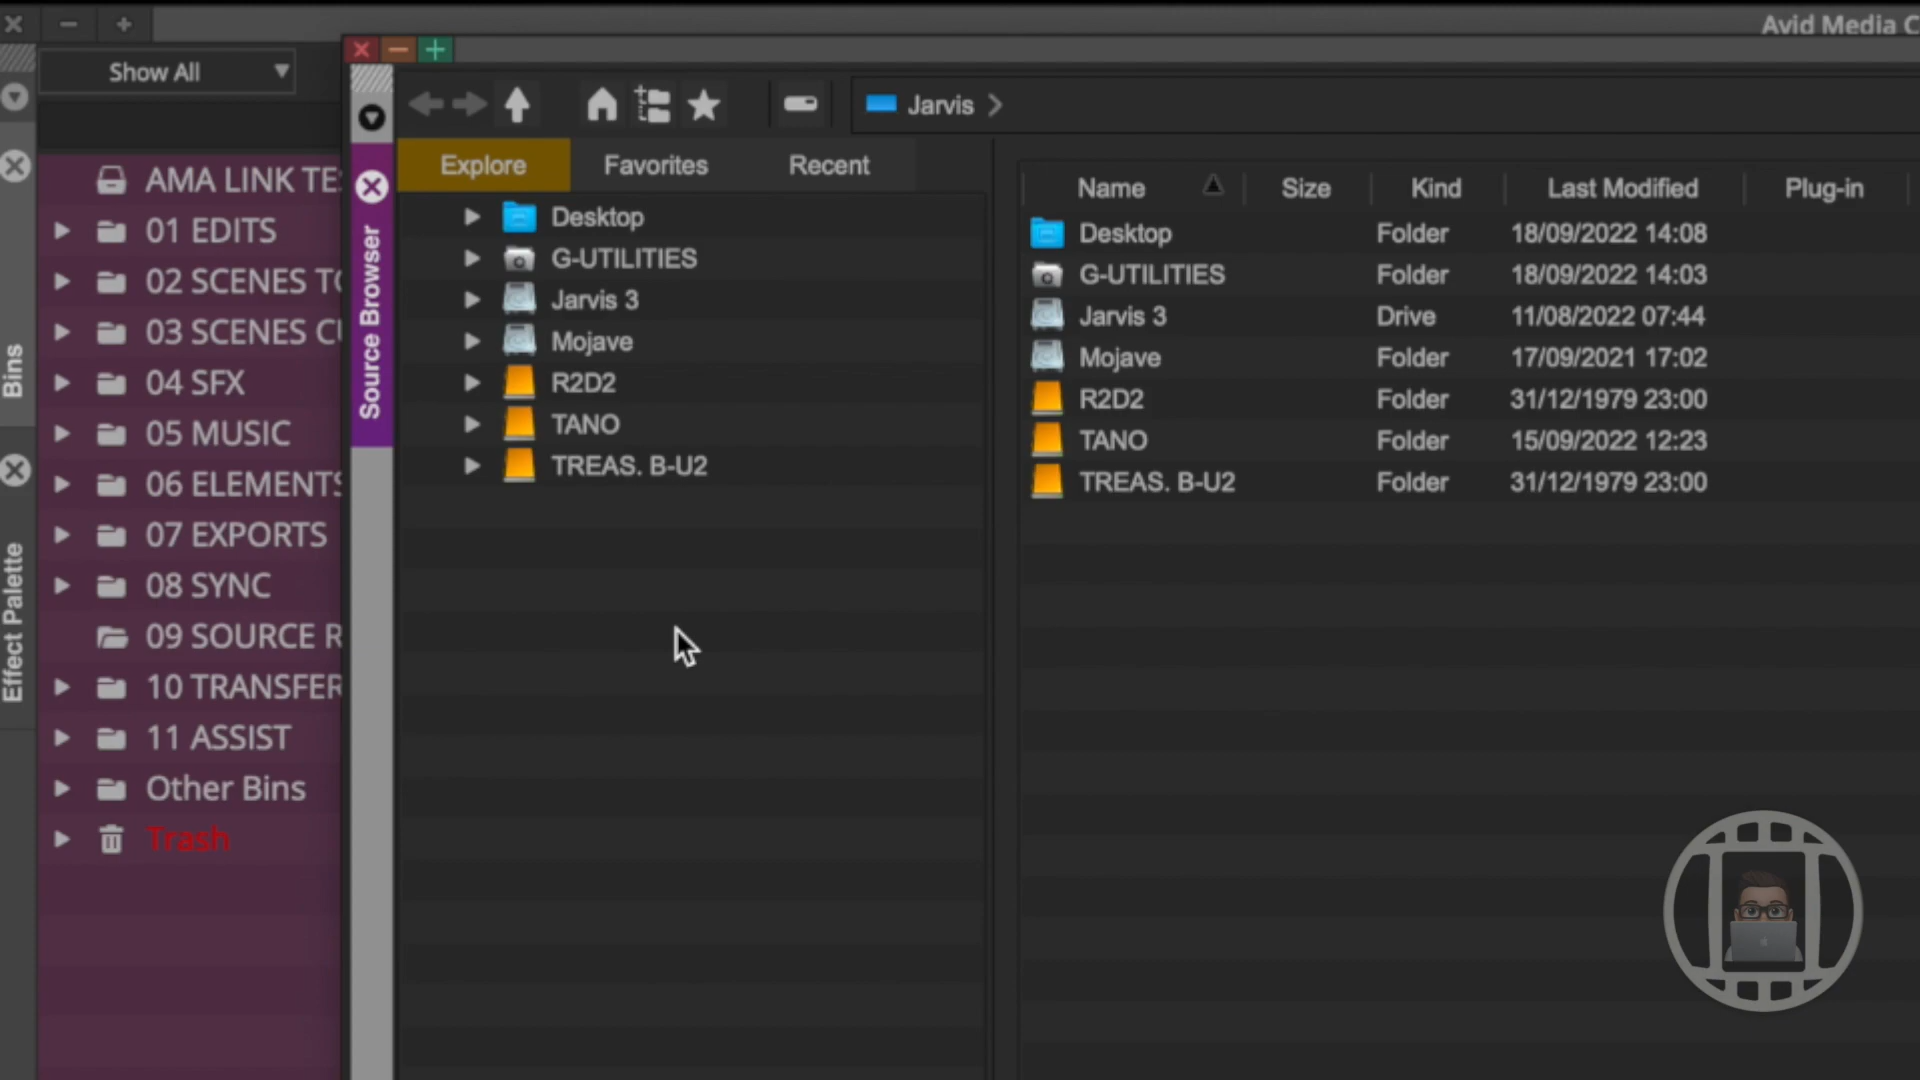 Avid Media C
Show All
AMA LINK TE
01 EDITS
02 SCENES TO
03 SCENES CU
04 SFX
05 MUSIC
06 ELEMENTS
07 EXPORTS
08 SYNC
09 SOURCE R
10 TRANSFER
11 ASSIST
Other Bins
Trash
Bins
Effect Palette
Source Browser
Jarvis
Explore Favorites Recent
Desktop
G-UTILITIES
Jarvis 3
Mojave
R2D2
TANO
TREAS. B-U2
Name Size Kind Last Modified Plug-in
Desktop Folder 18/09/2022 14:08
G-UTILITIES Folder 18/09/2022 14:03
Jarvis 3 Drive 11/08/2022 07:44
Mojave Folder 17/09/2021 17:02
R2D2 Folder 31/12/1979 23:00
TANO Folder 15/09/2022 12:23
TREAS. B-U2 Folder 31/12/1979 23:00